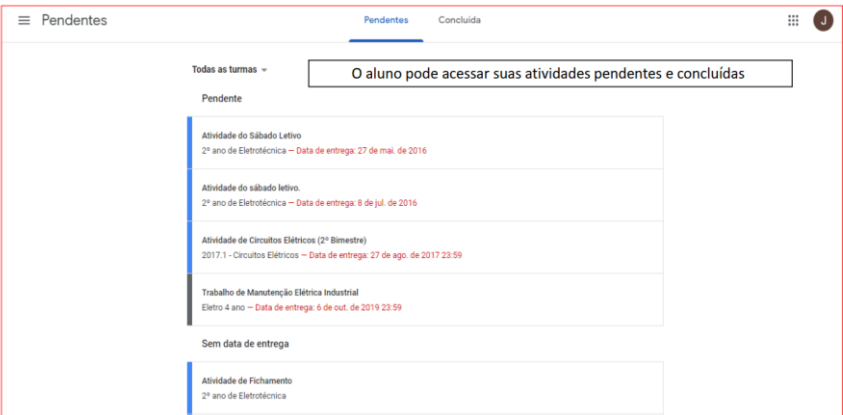 Pendentes
Pendentes
Concluída
J
Todas as turmas
O aluno pode acessar suas atividades pendentes e concluídas
Pendente
Atividade do Sábado Letivo
2º ano de Eletrotécnica – Data de entrega: 27 de mai. de 2016
Atividade do sábado letivo.
2º ano de Eletrotécnica – Data de entrega: 8 de jul. de 2016
Atividade de Circuitos Elétricos (2º Bimestre)
2017.1 - Circuitos Elétricos – Data de entrega: 27 de ago. de 2017 23:59
Trabalho de Manutenção Elétrica Industrial
Eletro 4 ano – Data de entrega: 6 de out. de 2019 23:59
Sem data de entrega
Atividade de Fichamento
2º ano de Eletrotécnica